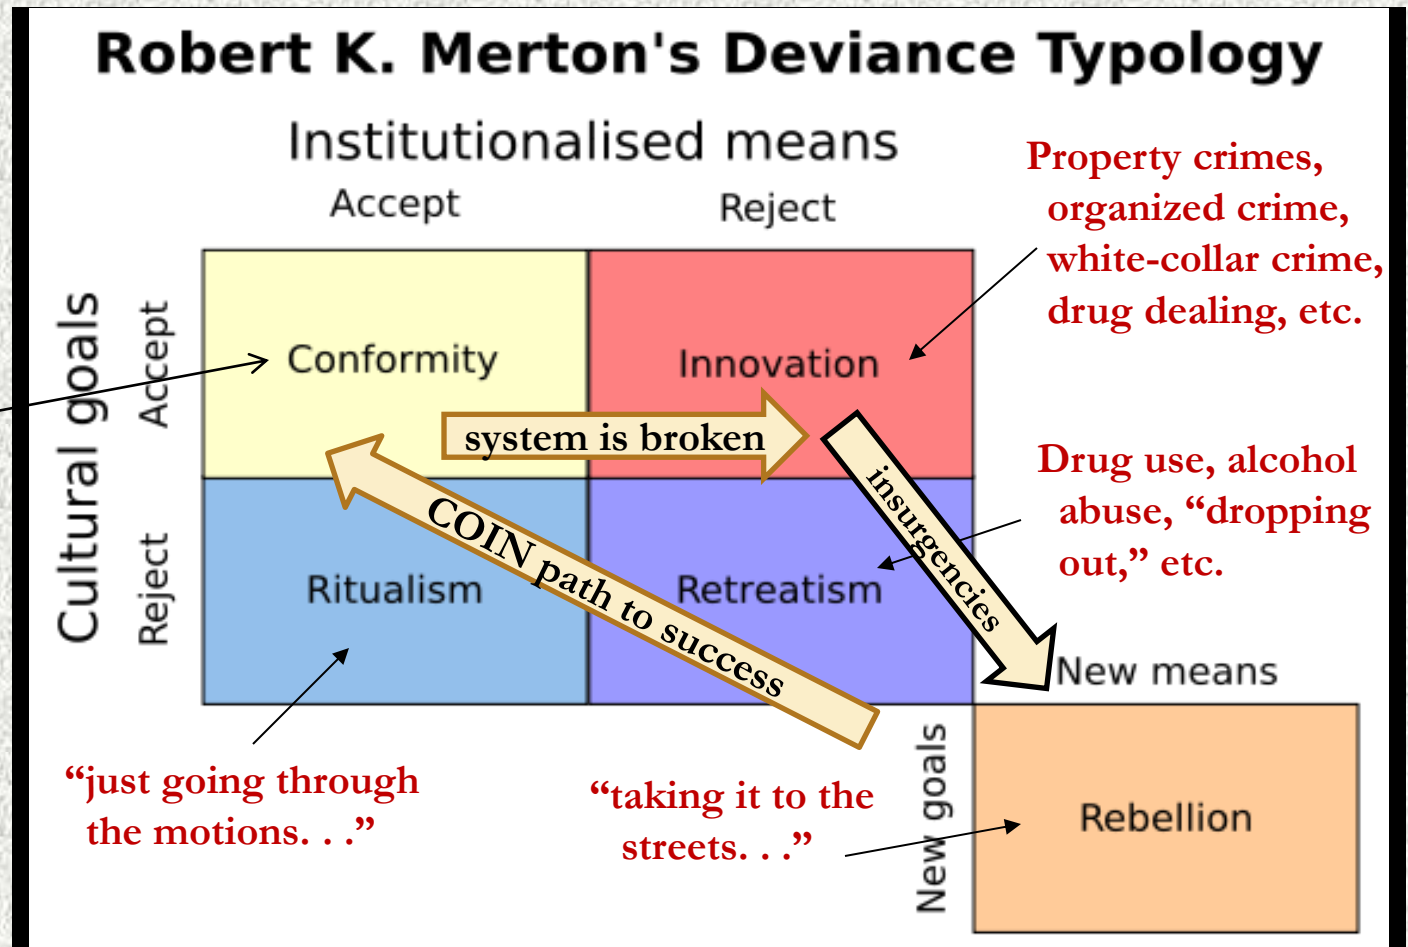 Robert K. Merton's Deviance Typology
Institutionalised means
Accept
Reject
Property crimes,
organized crime,
white-collar crime,
drug dealing, etc.
Cultural goals
Accept
Conformity
Innovation
system is broken
insurgencies
Drug use, alcohol
abuse, “dropping
out,” etc.
COIN path to success
Reject
Ritualism
Retreatism
New means
“just going through
the motions. . .”
“taking it to the
streets. . .”
New goals
Rebellion